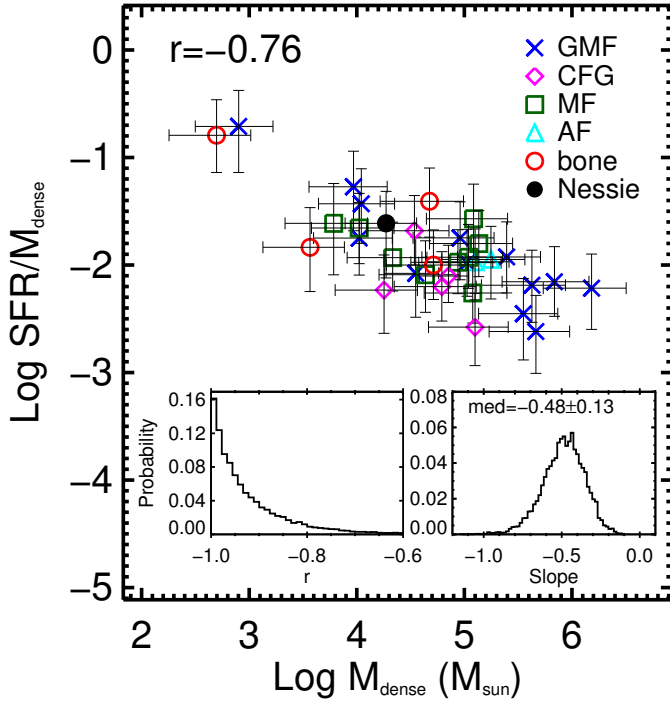 r=−0.76
GMF
CFG
MF
AF
bone
Nessie
0
−1
−2
−3
−4
−5
Log SFR/M_dense
2
3
4
5
6
Log M_dense (M_sun)
0.16
0.12
0.08
0.04
0.00
Probability
−1.0
−0.8
−0.6
r
med=−0.48±0.13
0.08
0.06
0.04
0.02
0.00
−1.0
−0.5
0.0
Slope